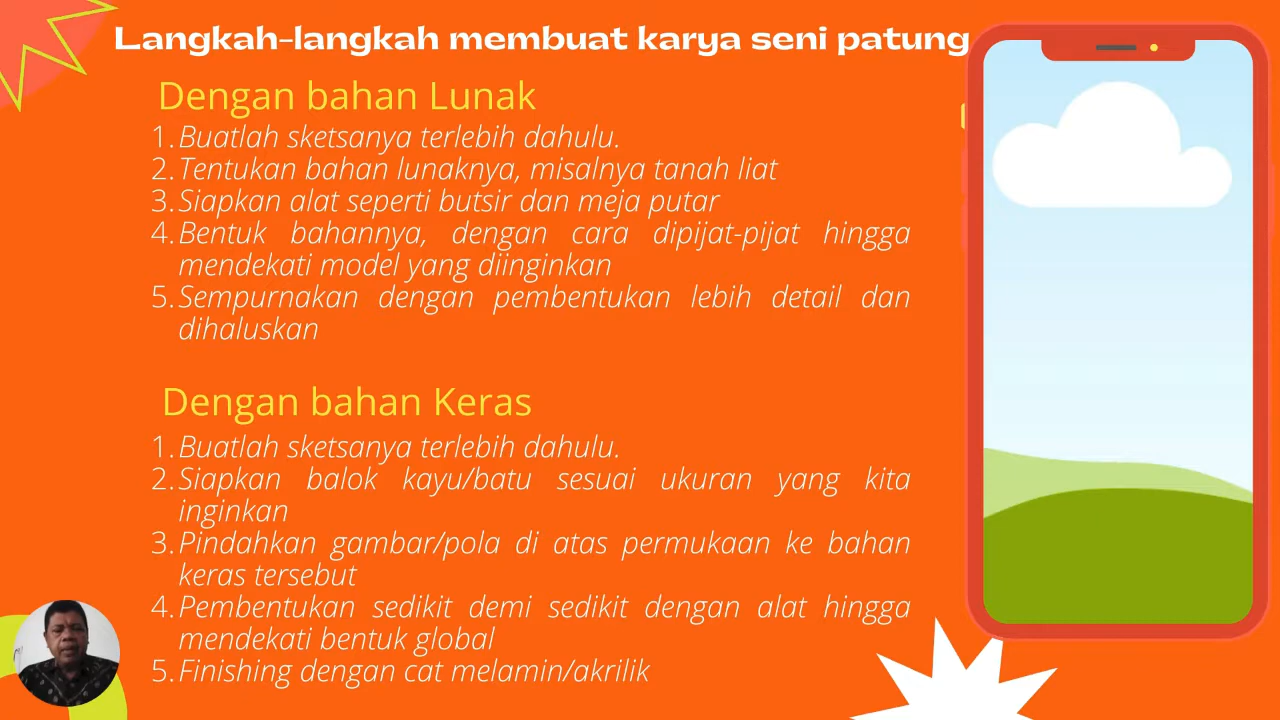 Langkah-langkah membuat karya seni patung
Dengan bahan Lunak
1. Buatlah sketsanya terlebih dahulu.
2. Tentukan bahan lunaknya, misalnya tanah liat
3. Siapkan alat seperti butsir dan meja putar
4. Bentuk bahannya, dengan cara dipijat-pijat hingga
mendekati model yang diinginkan
5. Sempurnakan dengan pembentukan lebih detail dan
dihaluskan
Dengan bahan Keras
1. Buatlah sketsanya terlebih dahulu.
2. Siapkan balok kayu/batu sesuai ukuran yang kita
inginkan
3. Pindahkan gambar/pola di atas permukaan ke bahan
keras tersebut
4. Pembentukan sedikit demi sedikit dengan alat hingga
mendekati bentuk global
5. Finishing dengan cat melamin/akrilik